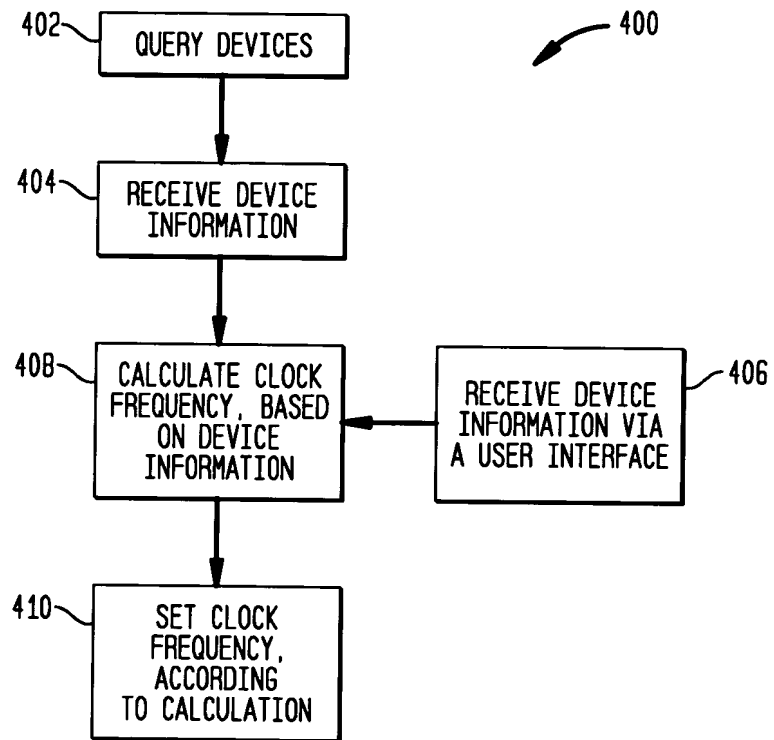 402
QUERY DEVICES
400
404
RECEIVE DEVICE
INFORMATION
408
CALCULATE CLOCK
FREQUENCY, BASED
ON DEVICE
INFORMATION
406
RECEIVE DEVICE
INFORMATION VIA
A USER INTERFACE
410
SET CLOCK
FREQUENCY,
ACCORDING
TO CALCULATION